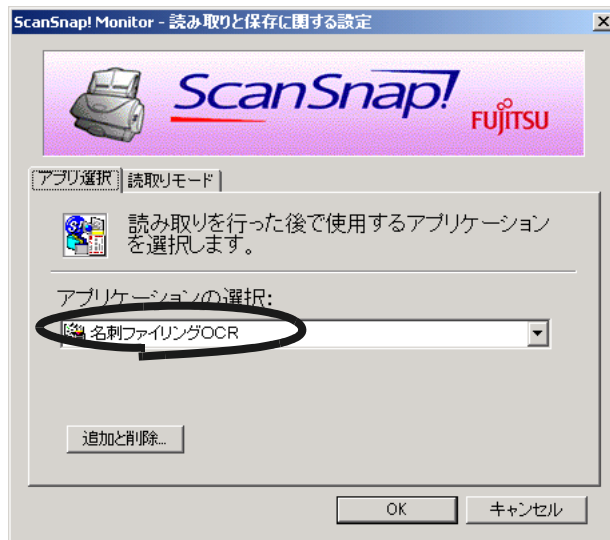 ScanSnap! Monitor - 読み取りと保存に関する設定
ScanSnap!
FUJITSU
アプリ選択 読取りモード
読み取りを行った後で使用するアプリケーション
を選択します。
アプリケーションの選択:
名刺ファイリングOCR
追加と削除...
OK キャンセル